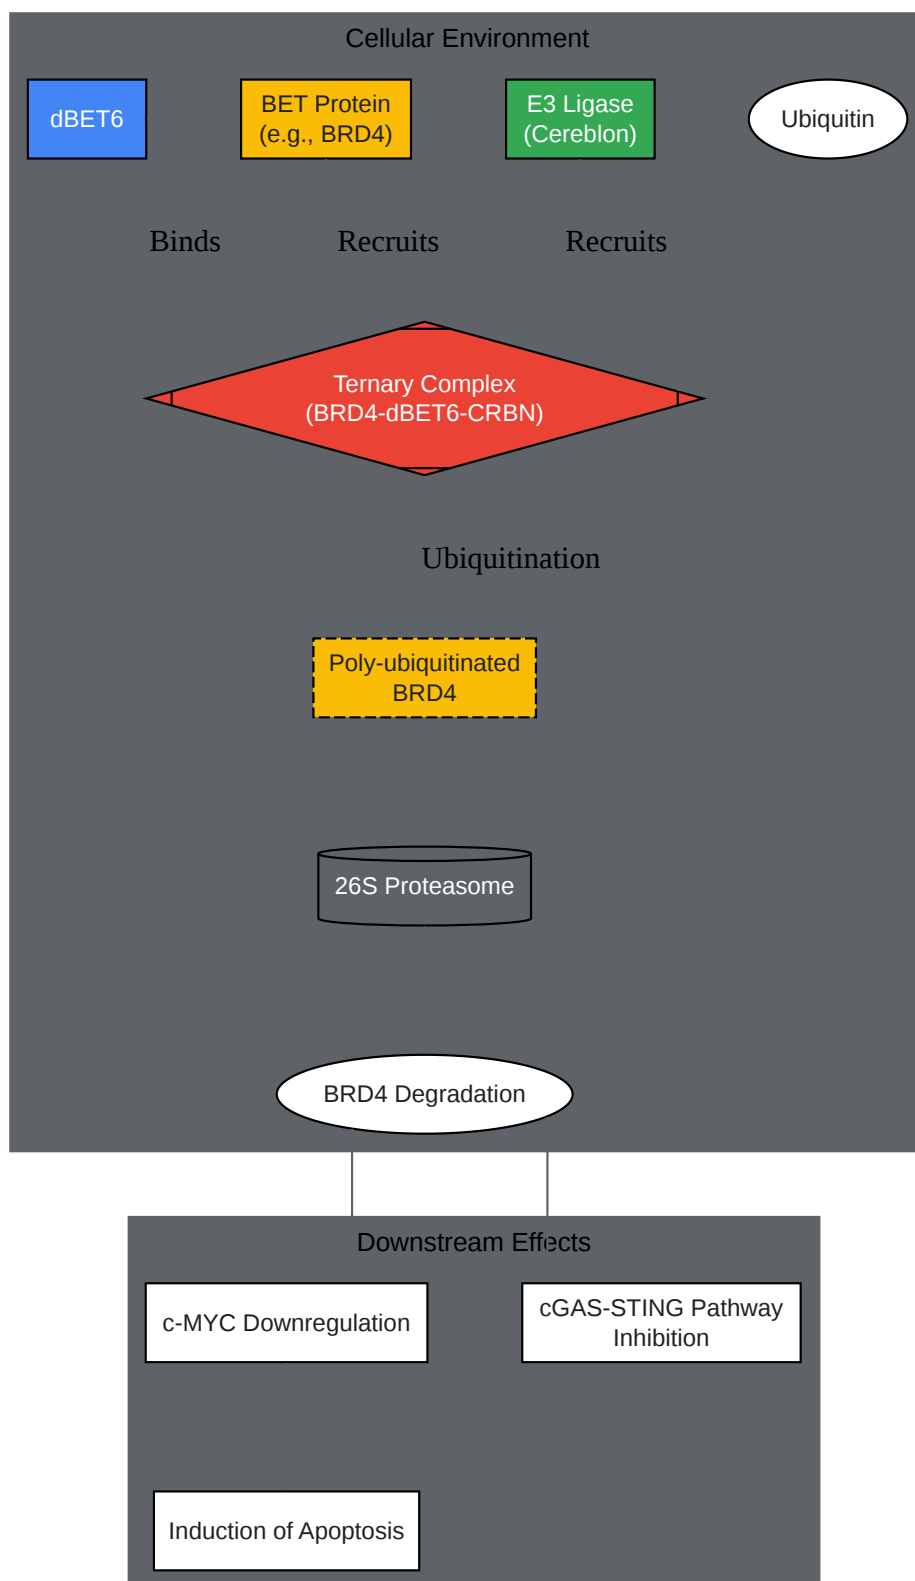 Cellular Environment
dBET6
BET Protein
(e.g., BRD4)
E3 Ligase
(Cereblon)
Ubiquitin
Binds
Recruits
Recruits
Ternary Complex
(BRD4-dBET6-CRBN)
Ubiquitination
Poly-ubiquitinated
BRD4
26S Proteasome
BRD4 Degradation
Downstream Effects
c-MYC Downregulation
cGAS-STING Pathway
Inhibition
Induction of Apoptosis